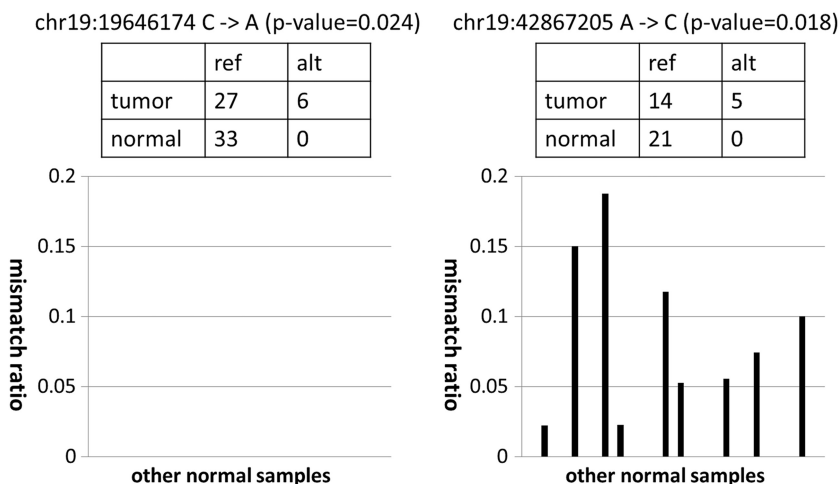 chr19:19646174 C -> A (p-value=0.024)
ref alt
tumor 27 6
normal 33 0
0.2
0.15
0.1
0.05
0
mismatch ratio
other normal samples
chr19:42867205 A -> C (p-value=0.018)
ref alt
tumor 14 5
normal 21 0
0.2
0.15
0.1
0.05
0
mismatch ratio
other normal samples